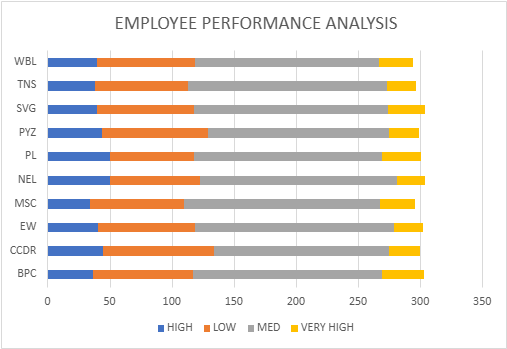 EMPLOYEE PERFORMANCE ANALYSIS
WBL
TNS
SVG
PYZ
PL
NEL
MSC
EW
CCDR
BPC
0 50 100 150 200 250 300 350
HIGH LOW MED VERY HIGH